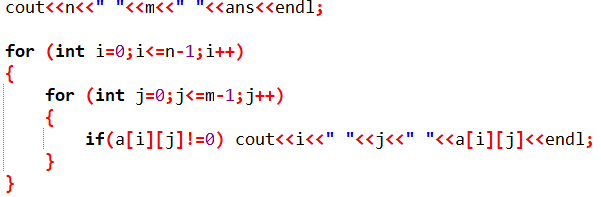 cout<<n<<" "<<m<<" "<<ans<<endl;
for (int i=0;i<=n-1;i++)
{
for (int j=0;j<=m-1;j++)
{
if(a[i][j]!=0) cout<<i<<" "<<j<<" "<<a[i][j]<<endl;
}
}